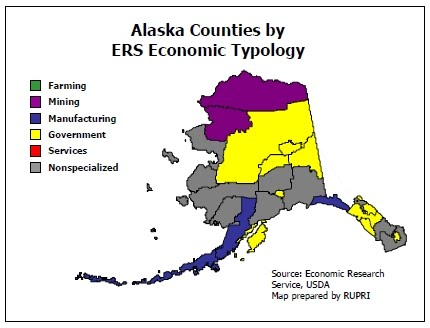 Alaska Counties by
ERS Economic Typology
Farming
Mining
Manufacturing
Government
Services
Nonspecialized
Source: Economic Research
Service, USDA
Map prepared by RUPRI